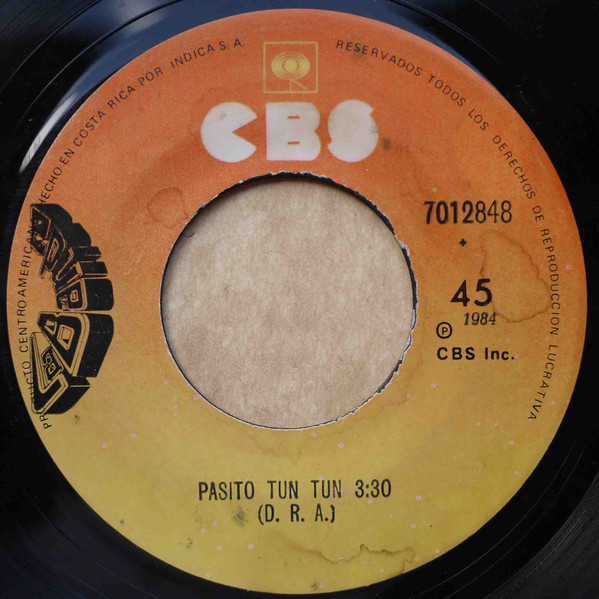 PRODUCTO CENTROAMERICANO HECHO EN COSTA RICA POR INDICA S.A.
RESERVADOS TODOS LOS DERECHOS DE REPRODUCCION LUCRATIVA
CBS
7012848
45
1984
Ⓟ
CBS Inc.
PASITO TUN TUN 3:30
(D. R. A.)